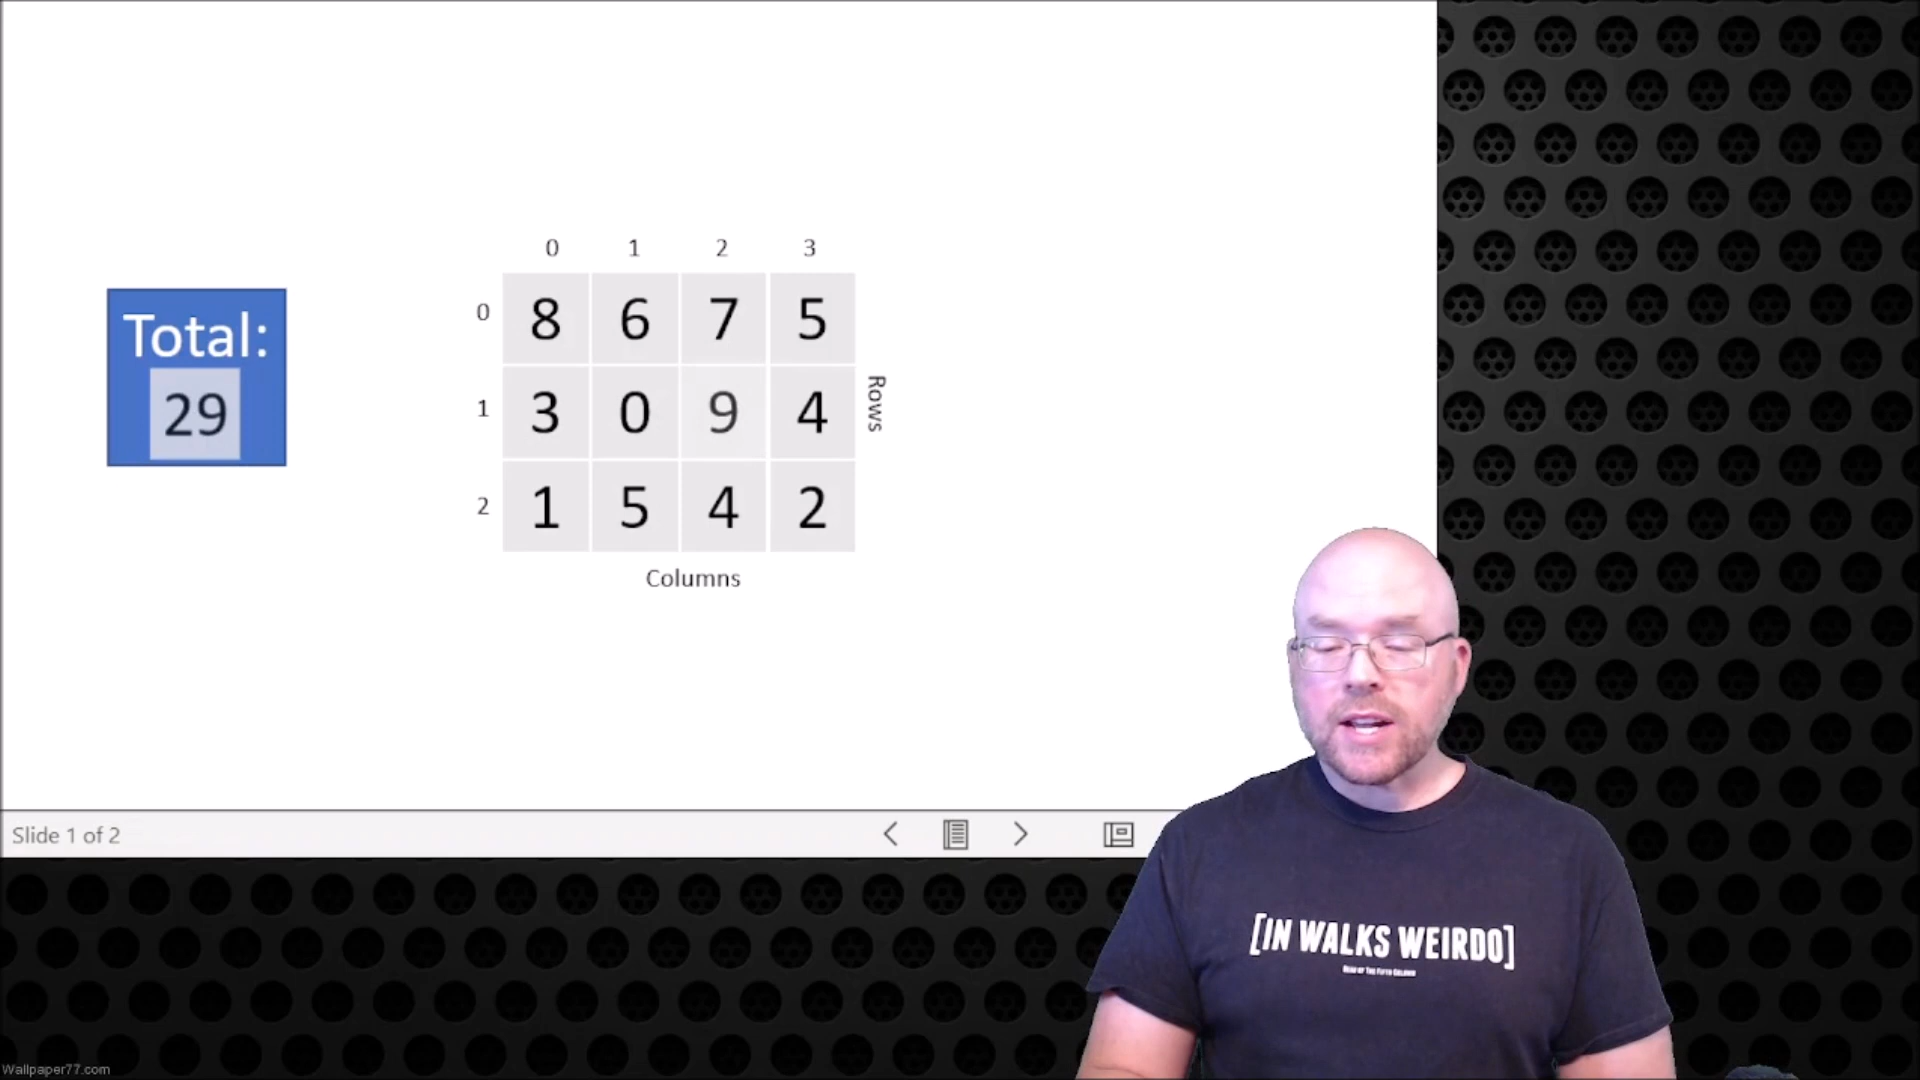 0 1 2 3
Total:
29
0 8 6 7 5
1 3 0 9 4
2 1 5 4 2
Rows
Columns
Slide 1 of 2
[IN WALKS WEIRDO]
Wallpaper77.com